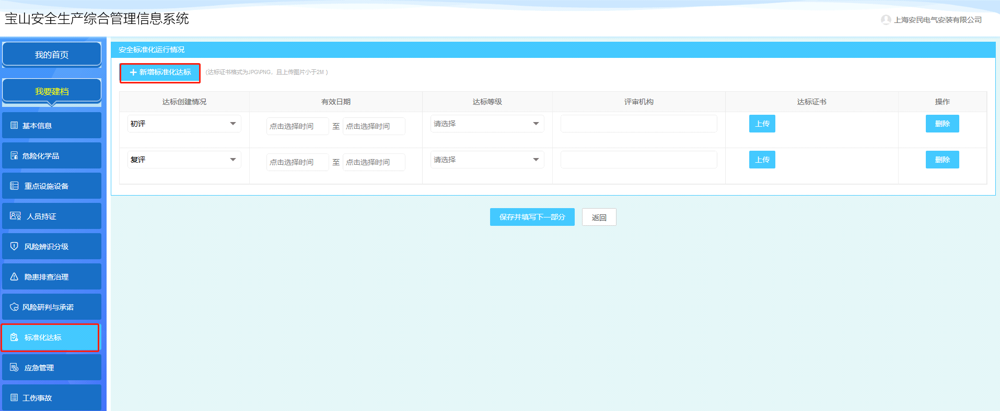 宝山安全生产综合管理信息系统
上海安民电气安装有限公司
我的首页
我要建档
基本信息
危险化学品
重点设施设备
人员持证
风险辨识分级
隐患排查治理
风险研判与承诺
标准化达标
应急管理
工伤事故
安全标准化运行情况
新增标准化达标 (达标证书格式为JPG\PNG，且上传图片小于2M )
达标创建情况 有效日期 达标等级 评审机构 达标证书 操作
初评 点击选择时间 至 点击选择时间 请选择 上传 删除
复评 点击选择时间 至 点击选择时间 请选择 上传 删除
保存并填写下一部分 返回